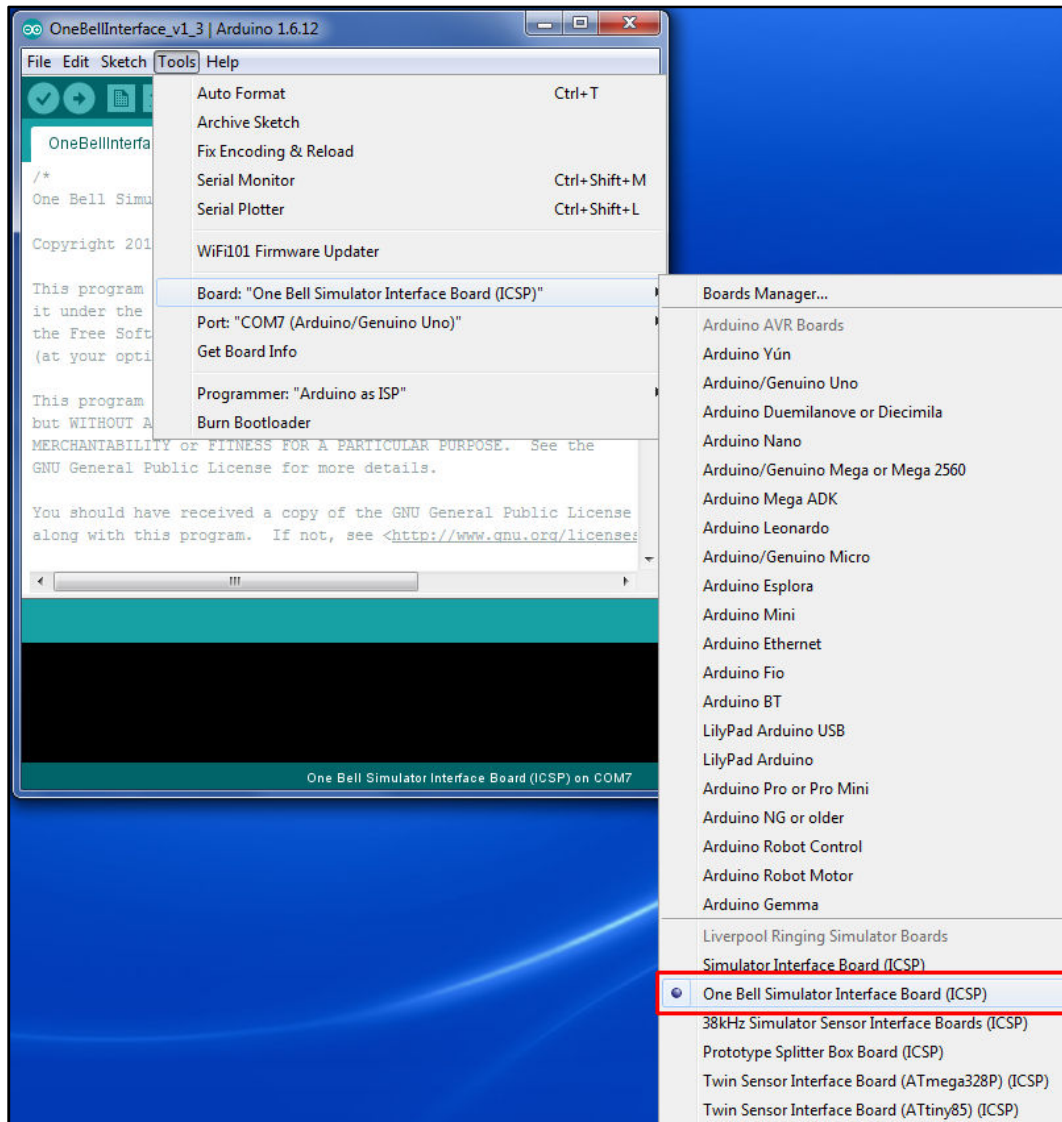 OneBellInterface_v1_3 | Arduino 1.6.12
File Edit Sketch Tools Help
Auto Format Ctrl+T
Archive Sketch
OneBellInterfa
Fix Encoding & Reload
/*
Serial Monitor Ctrl+Shift+M
One Bell Simu
Serial Plotter Ctrl+Shift+L
Copyright 201
WiFi101 Firmware Updater
This program
Board: "One Bell Simulator Interface Board (ICSP)"
it under the
Port: "COM7 (Arduino/Genuino Uno)"
the Free Soft
(at your opti
Get Board Info
This program
Programmer: "Arduino as ISP"
but WITHOUT A
Burn Bootloader
MERCHANTABILITY or FITNESS FOR A PARTICULAR PURPOSE. See the
GNU General Public License for more details.
You should have received a copy of the GNU General Public License
along with this program. If not, see <http://www.gnu.org/licenses
One Bell Simulator Interface Board (ICSP) on COM7
Boards Manager...
Arduino AVR Boards
Arduino Yún
Arduino/Genuino Uno
Arduino Duemilanove or Diecimila
Arduino Nano
Arduino/Genuino Mega or Mega 2560
Arduino Mega ADK
Arduino Leonardo
Arduino/Genuino Micro
Arduino Esplora
Arduino Mini
Arduino Ethernet
Arduino Fio
Arduino BT
LilyPad Arduino USB
LilyPad Arduino
Arduino Pro or Pro Mini
Arduino NG or older
Arduino Robot Control
Arduino Robot Motor
Arduino Gemma
Liverpool Ringing Simulator Boards
Simulator Interface Board (ICSP)
One Bell Simulator Interface Board (ICSP)
38kHz Simulator Sensor Interface Boards (ICSP)
Prototype Splitter Box Board (ICSP)
Twin Sensor Interface Board (ATmega328P) (ICSP)
Twin Sensor Interface Board (ATtiny85) (ICSP)